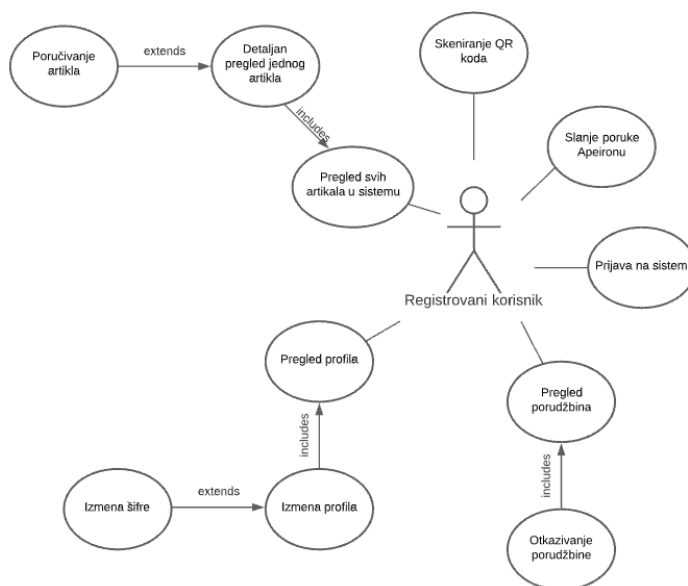 Poručivanje
artikla
extends
Detaljan
pregled jednog
artikla
Skeniranje QR
koda
includes
Slanje poruke
Apeironu
Pregled svih
artikala u sistemu
Prijava na sistem
Registrovani korisnik
Pregled profila
Pregled
porudžbina
includes
includes
Izmena šifre
extends
Izmena profila
Otkazivanje
porudžbine